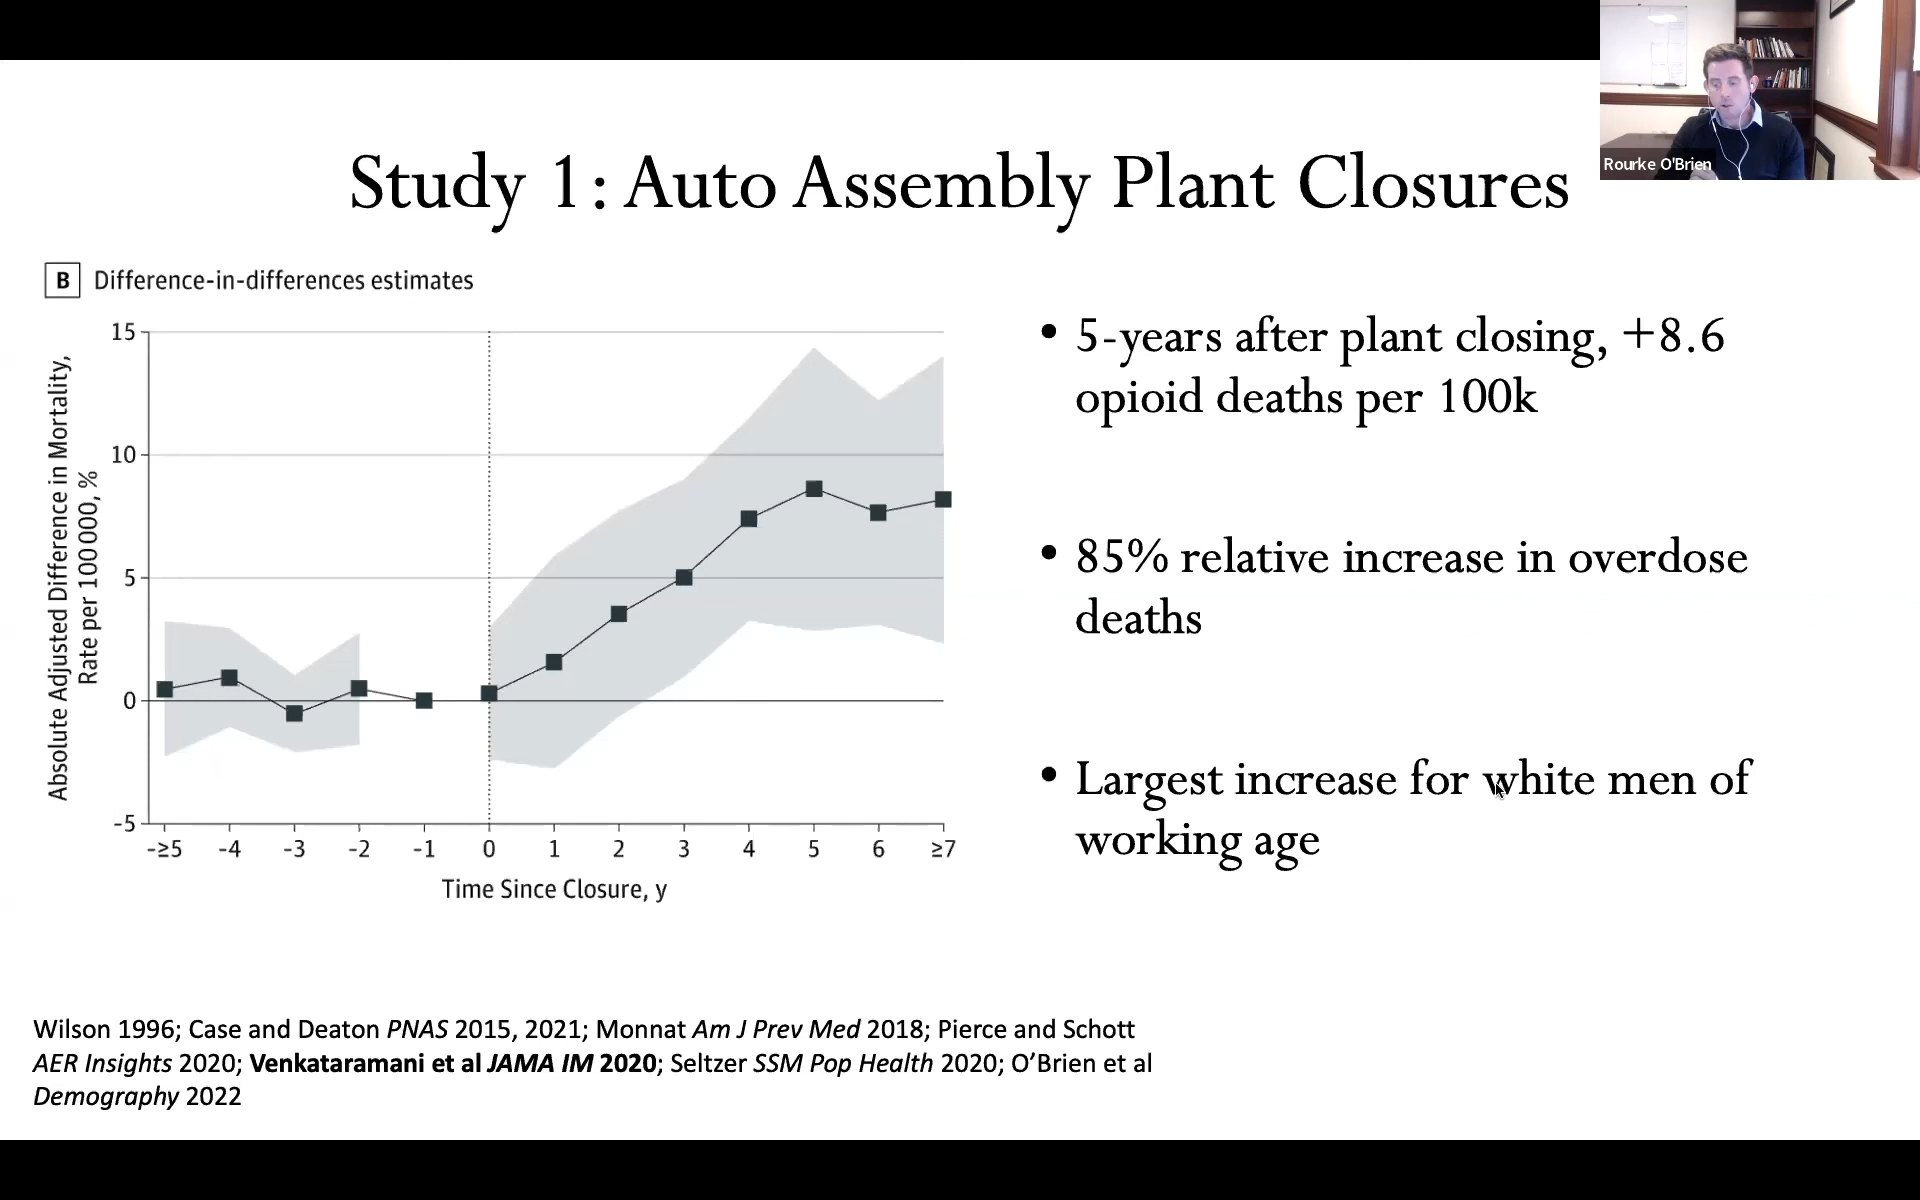 Rourke O'Brien
Study 1: Auto Assembly Plant Closures
B Difference-in-differences estimates
Absolute Adjusted Difference in Mortality,
Rate per 100 000, %
15
10
5
0
-5
-≥5 -4 -3 -2 -1 0 1 2 3 4 5 6 ≥7
Time Since Closure, y
• 5-years after plant closing, +8.6
opioid deaths per 100k
• 85% relative increase in overdose
deaths
• Largest increase for white men of
working age
Wilson 1996; Case and Deaton PNAS 2015, 2021; Monnat Am J Prev Med 2018; Pierce and Schott
AER Insights 2020; Venkataramani et al JAMA IM 2020; Seltzer SSM Pop Health 2020; O’Brien et al
Demography 2022